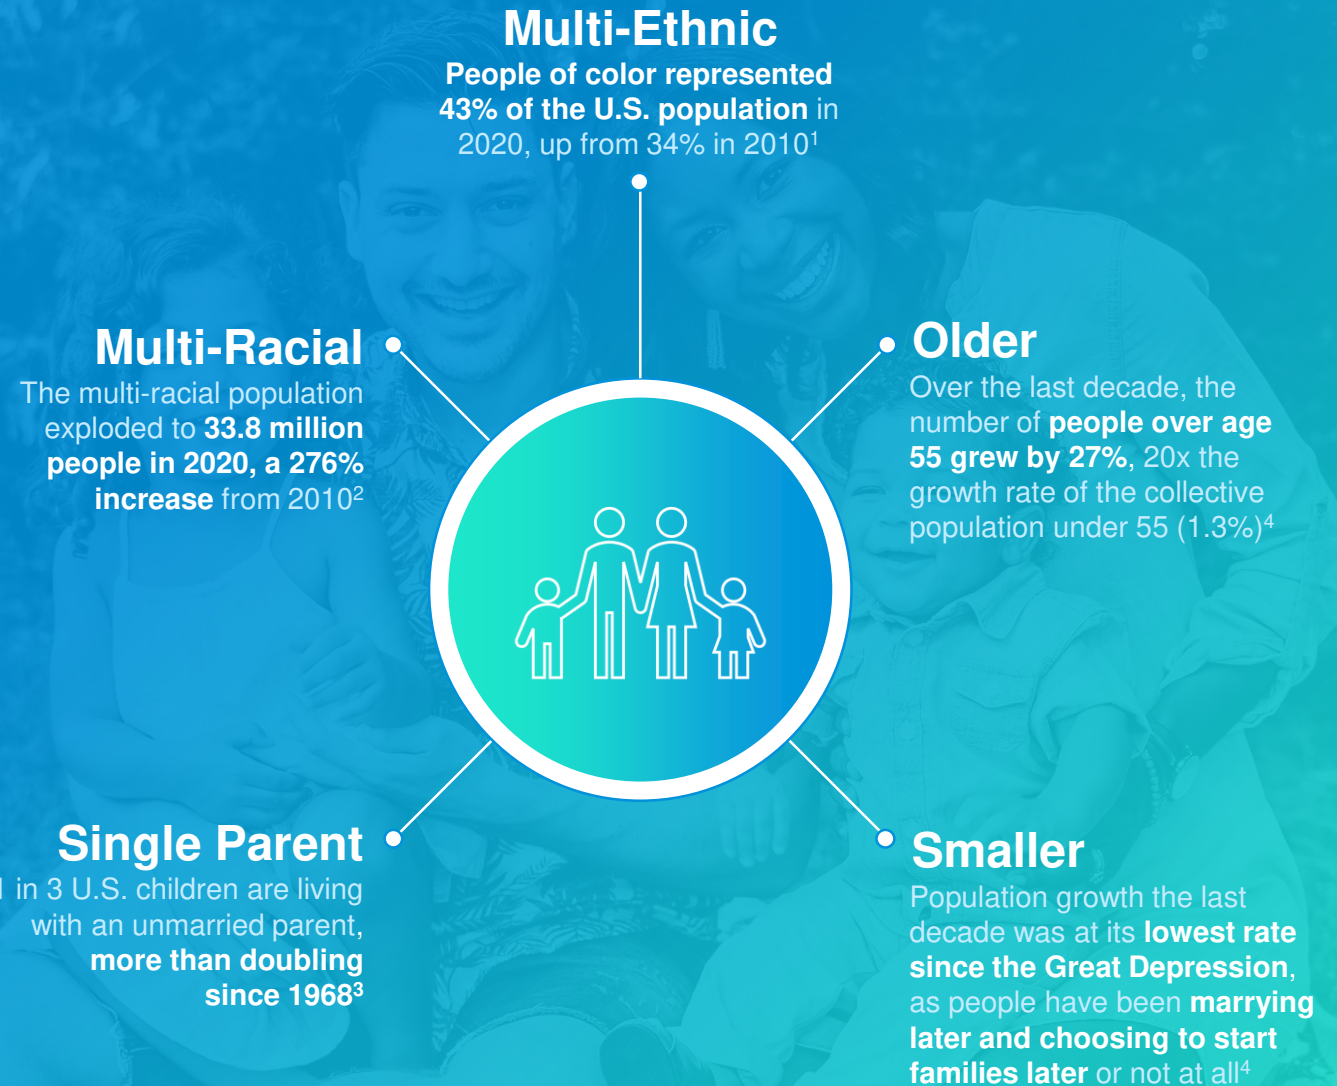 Multi-Ethnic
People of color represented
43% of the U.S. population in
2020, up from 34% in 2010¹
Multi-Racial
The multi-racial population
exploded to 33.8 million
people in 2020, a 276%
increase from 2010²
Older
Over the last decade, the
number of people over age
55 grew by 27%, 20x the
growth rate of the collective
population under 55 (1.3%)⁴
Single Parent
1 in 3 U.S. children are living
with an unmarried parent,
more than doubling
since 1968³
Smaller
Population growth the last
decade was at its lowest rate
since the Great Depression,
as people have been marrying
later and choosing to start
families later or not at all⁴